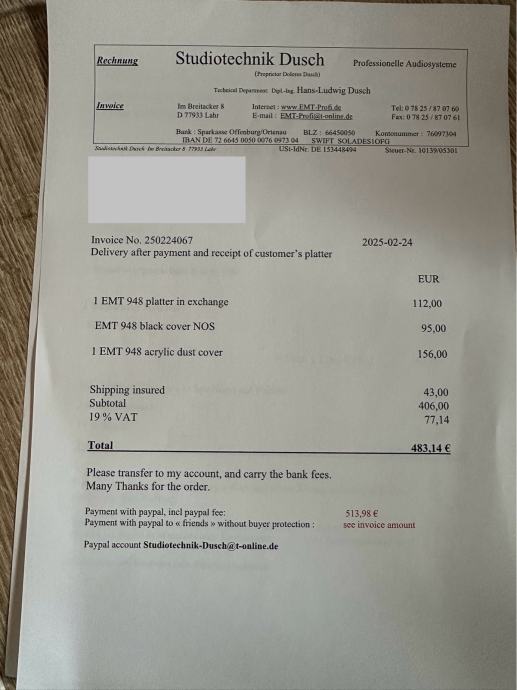 Rechnung Studiotechnik Dusch Professionelle Audiosysteme
(Proprietor Dolores Dusch)
Technical Department Dipl.-Ing. Hans-Ludwig Dusch
Invoice Im Breitacker 8 Internet : www.EMT-Profi.de Tel: 0 78 25 / 87 07 60
D 77933 Lahr E-mail : EMT-Profi@t-online.de Fax: 0 78 25 / 87 07 61
Bank : Sparkasse Offenburg/Ortenau BLZ : 66450050 Kontonummer : 76097304
IBAN DE 72 6645 0050 0076 0973 04 SWIFT SOLADES1OFG
Studiotechnik Dusch Im Breitacker 8 77933 Lahr USt-IdNr. DE 153448494 Steuer-Nr. 10139/05301
Invoice No. 250224067 2025-02-24
Delivery after payment and receipt of customer's platter
EUR
1 EMT 948 platter in exchange 112,00
EMT 948 black cover NOS 95,00
1 EMT 948 acrylic dust cover 156,00
Shipping insured 43,00
Subtotal 406,00
19 % VAT 77,14
Total 483,14 €
Please transfer to my account, and carry the bank fees.
Many Thanks for the order.
Payment with paypal, incl paypal fee: 513,98 €
Payment with paypal to « friends » without buyer protection : see invoice amount
Paypal account Studiotechnik-Dusch@t-online.de